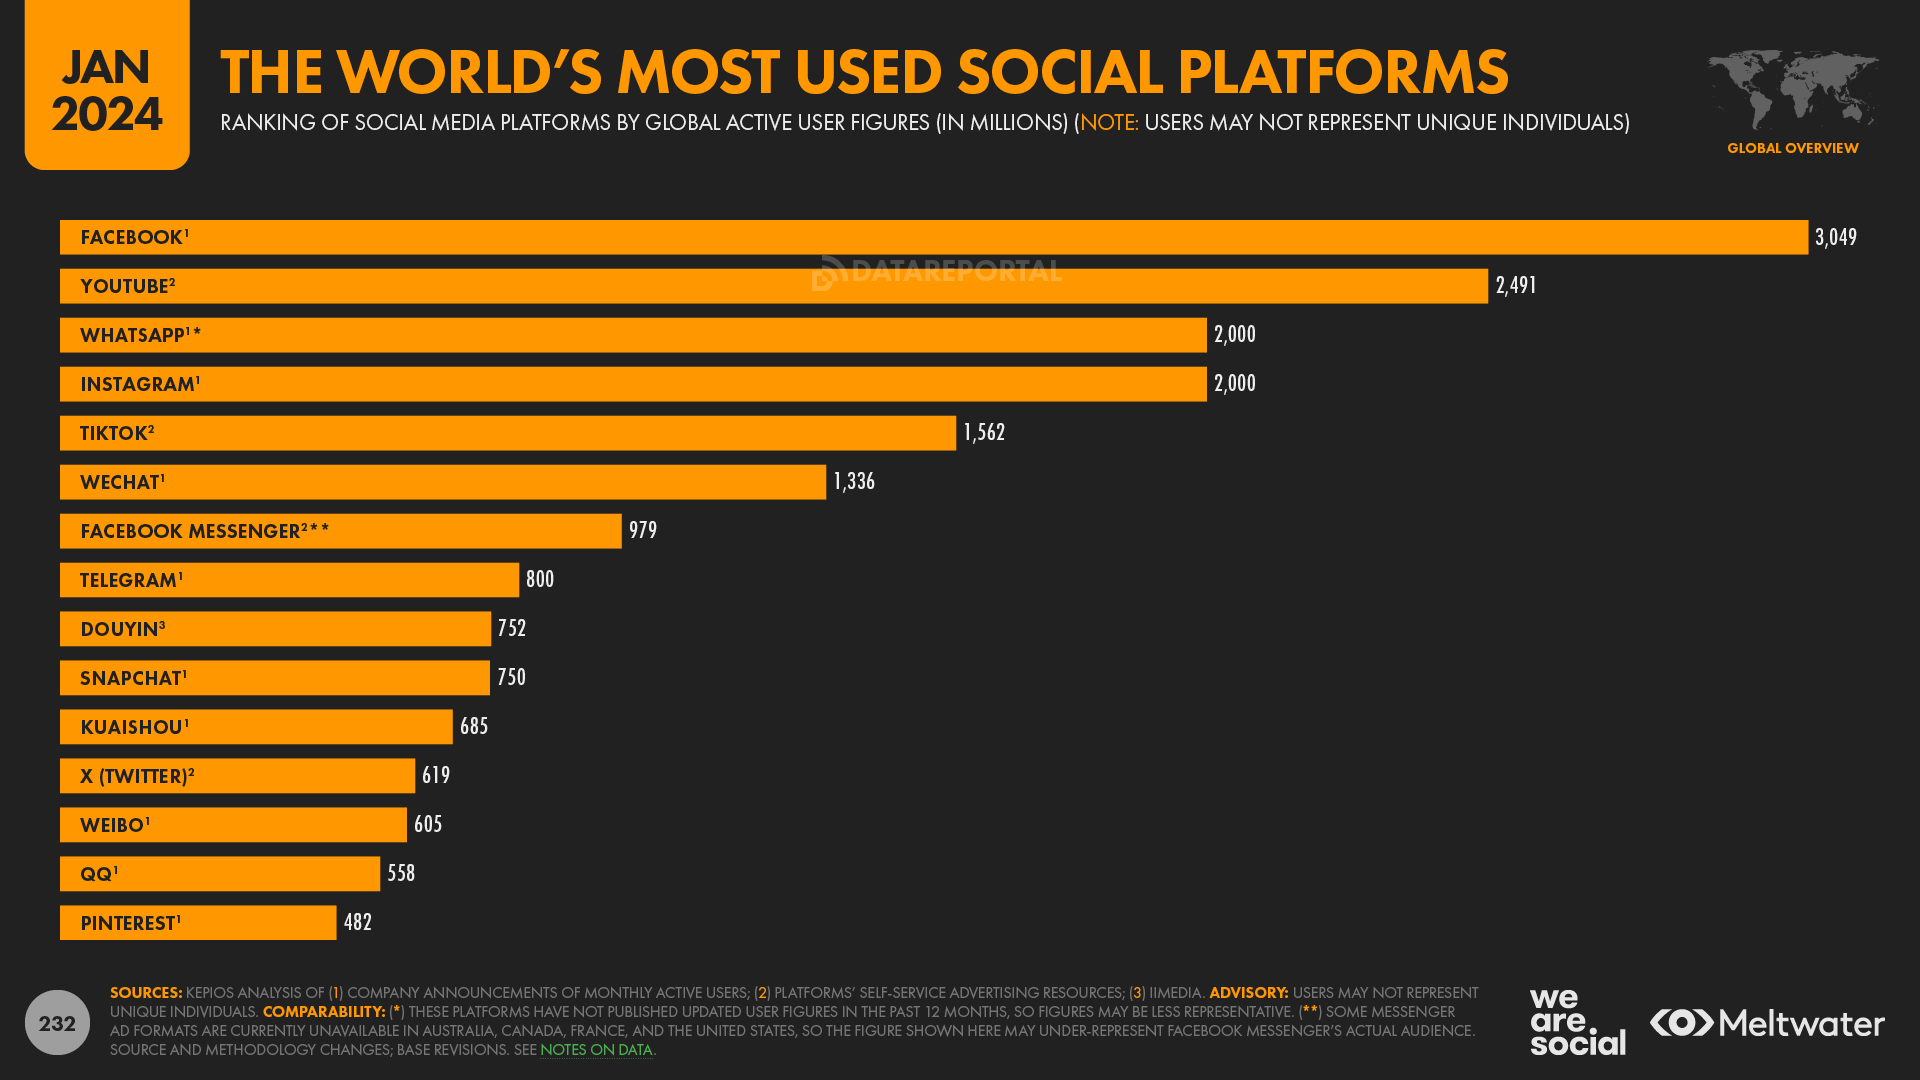 JAN
2024
THE WORLD’S MOST USED SOCIAL PLATFORMS
RANKING OF SOCIAL MEDIA PLATFORMS BY GLOBAL ACTIVE USER FIGURES (IN MILLIONS) (NOTE: USERS MAY NOT REPRESENT UNIQUE INDIVIDUALS)
GLOBAL OVERVIEW
FACEBOOK¹ 3,049
DATAREPORTAL
YOUTUBE² 2,491
WHATSAPP¹* 2,000
INSTAGRAM¹ 2,000
TIKTOK² 1,562
WECHAT¹ 1,336
FACEBOOK MESSENGER²** 979
TELEGRAM¹ 800
DOUYIN³ 752
SNAPCHAT¹ 750
KUAISHOU¹ 685
X (TWITTER)² 619
WEIBO¹ 605
QQ¹ 558
PINTEREST¹ 482
232
SOURCES: KEPIOS ANALYSIS OF (1) COMPANY ANNOUNCEMENTS OF MONTHLY ACTIVE USERS; (2) PLATFORMS’ SELF-SERVICE ADVERTISING RESOURCES; (3) IIMEDIA. ADVISORY: USERS MAY NOT REPRESENT
UNIQUE INDIVIDUALS. COMPARABILITY: (*) THESE PLATFORMS HAVE NOT PUBLISHED UPDATED USER FIGURES IN THE PAST 12 MONTHS, SO FIGURES MAY BE LESS REPRESENTATIVE. (**) SOME MESSENGER
AD FORMATS ARE CURRENTLY UNAVAILABLE IN AUSTRALIA, CANADA, FRANCE, AND THE UNITED STATES, SO THE FIGURE SHOWN HERE MAY UNDER-REPRESENT FACEBOOK MESSENGER’S ACTUAL AUDIENCE.
SOURCE AND METHODOLOGY CHANGES; BASE REVISIONS. SEE NOTES ON DATA.
we
are
social
Meltwater